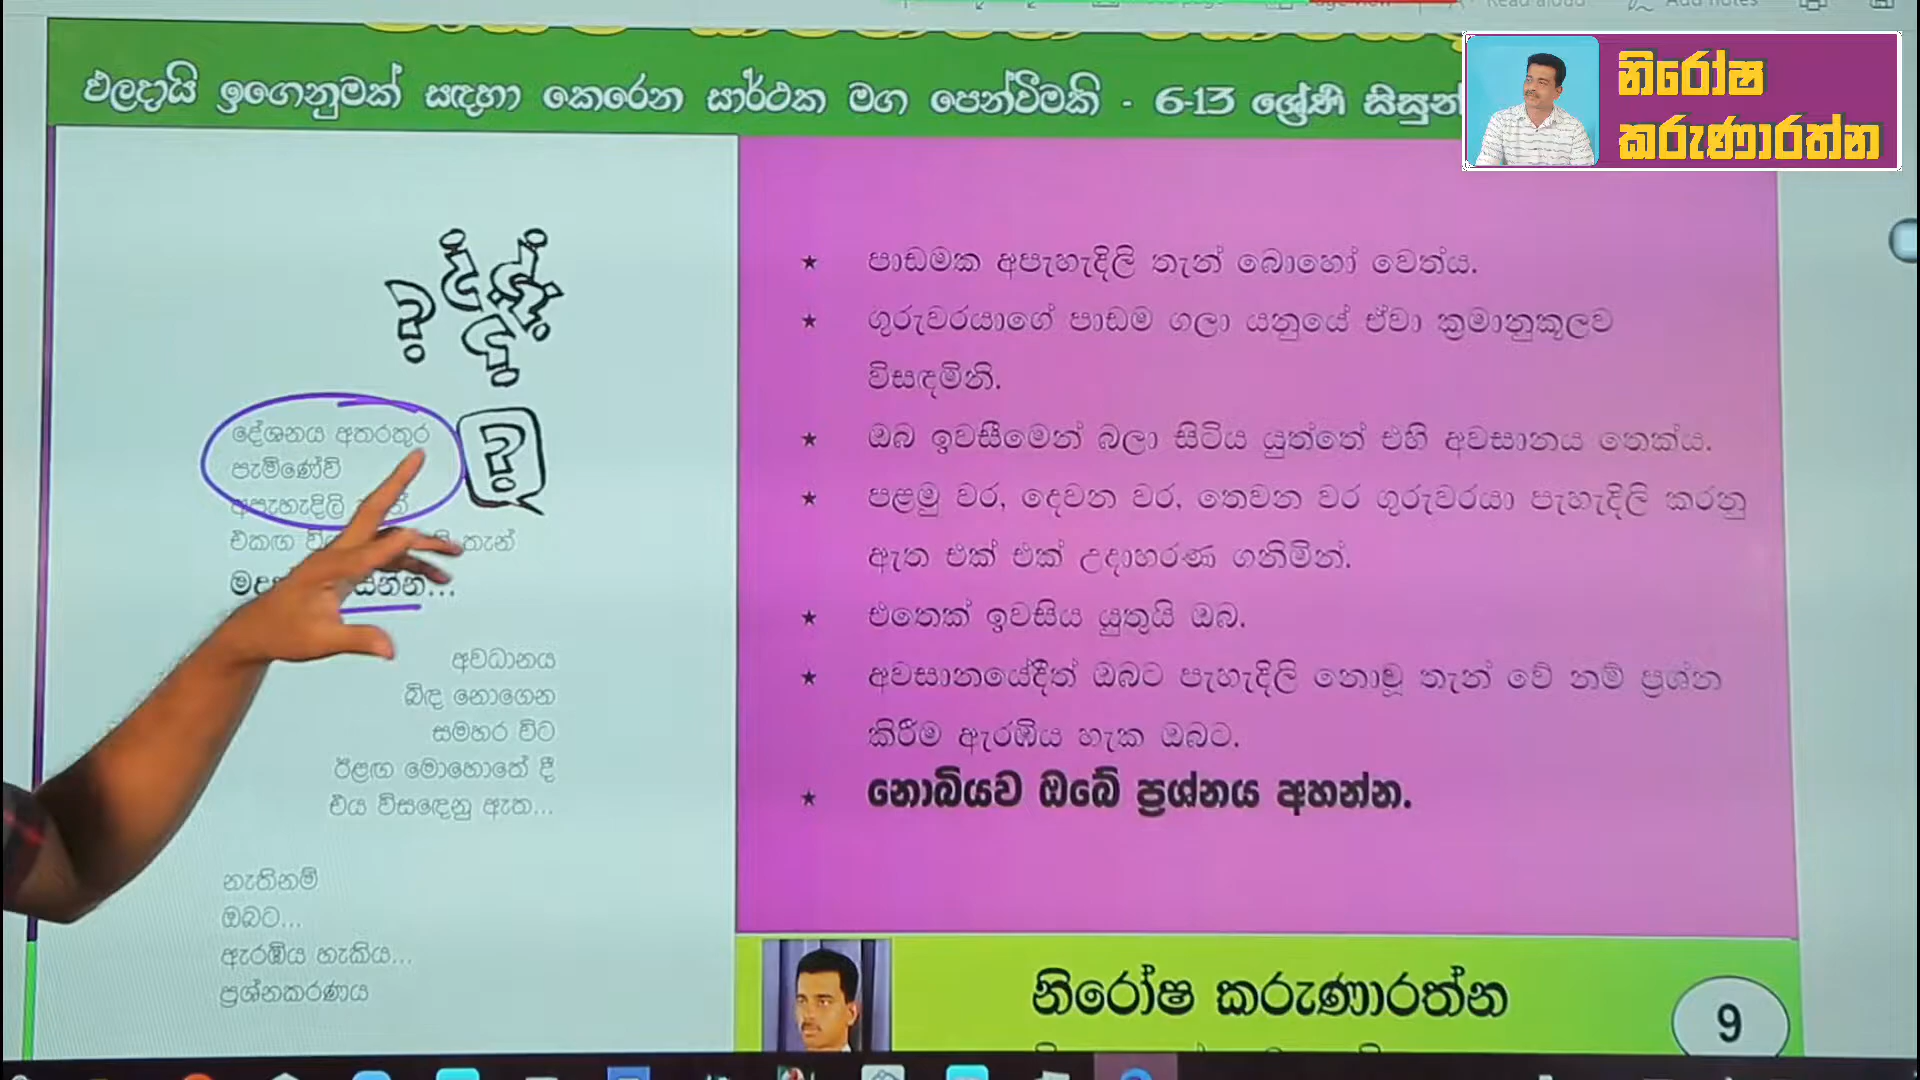 ඵලදායි ඉගෙනුමක් සඳහා කෙරෙන සාර්ථක මග පෙන්වීමකි - 6-13 ශ්‍රේණි සිසුන්
නිරෝෂ
කරුණාරත්න
දේශනය අතරතුර
පැමිණේවි
අපැහැදිලි
එකඟ තැන්
අවධානය
බිඳ නොගෙන
සමහර විට
ඊළඟ මොහොතේ දී
එය විසඳෙනු ඇත...
නැතිනම්
ඔබට...
ඇරඹිය හැකිය...
ප්‍රශ්නකරණය
★ පාඩමක අපැහැදිලි තැන් බොහෝ වෙත්ය.
★ ගුරුවරයාගේ පාඩම ගලා යනුයේ ඒවා ක්‍රමානුකූලව
විසඳමිනි.
★ ඔබ ඉවසීමෙන් බලා සිටිය යුත්තේ එහි අවසානය තෙක්ය.
★ පළමු වර, දෙවන වර, තෙවන වර ගුරුවරයා පැහැදිලි කරනු
ඇත එක් එක් උදාහරණ ගනිමින්.
★ එතෙක් ඉවසිය යුතුයි ඔබ.
★ අවසානයේදීත් ඔබට පැහැදිලි නොවූ තැන් වේ නම් ප්‍රශ්න
කිරීම ඇරඹිය හැක ඔබට.
★ නොබියව ඔබේ ප්‍රශ්නය අහන්න.
නිරෝෂ කරුණාරත්න
9